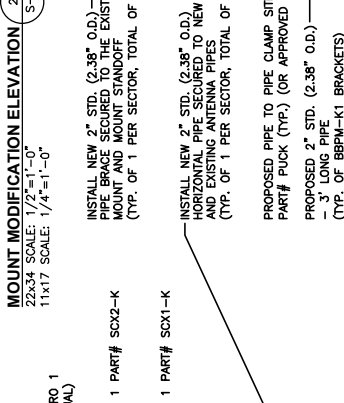 MOUNT MODIFICATION ELEVATION
2
S-
22x34 SCALE: 1/2"=1'-0"
11x17 SCALE: 1/4"=1'-0"
RO 1
AL)
INSTALL NEW 2" STD. (2.38" O.D.)
PIPE BRACE SECURED TO THE EXIST
MOUNT AND MOUNT STANDOFF
(TYP. OF 1 PER SECTOR, TOTAL OF
1 PART# SCX2-K
1 PART# SCX1-K
INSTALL NEW 2" STD. (2.38" O.D.)
HORIZONTAL PIPE SECURED TO NEW
AND EXISTING ANTENNA PIPES
(TYP. OF 1 PER SECTOR, TOTAL OF
PROPOSED PIPE TO PIPE CLAMP SIT
PART# PUCK (TYP.) (OR APPROVED
PROPOSED 2" STD. (2.38" O.D.)
- 3' LONG PIPE
(TYP. OF BBPM-K1 BRACKETS)